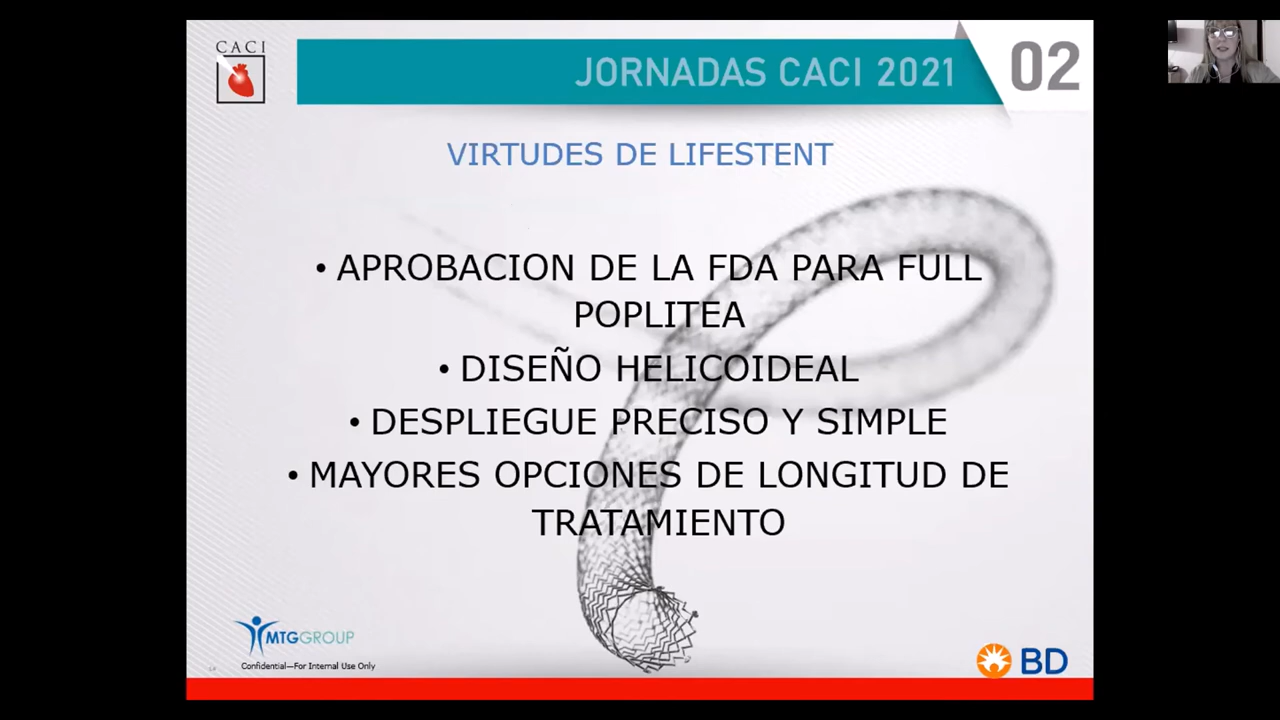 CACI
JORNADAS CACI 2021
02
VIRTUDES DE LIFESTENT
• APROBACION DE LA FDA PARA FULL
POPLITEA
• DISEÑO HELICOIDEAL
• DESPLIEGUE PRECISO Y SIMPLE
• MAYORES OPCIONES DE LONGITUD DE
TRATAMIENTO
MTGGROUP
Confidential—For Internal Use Only
BD